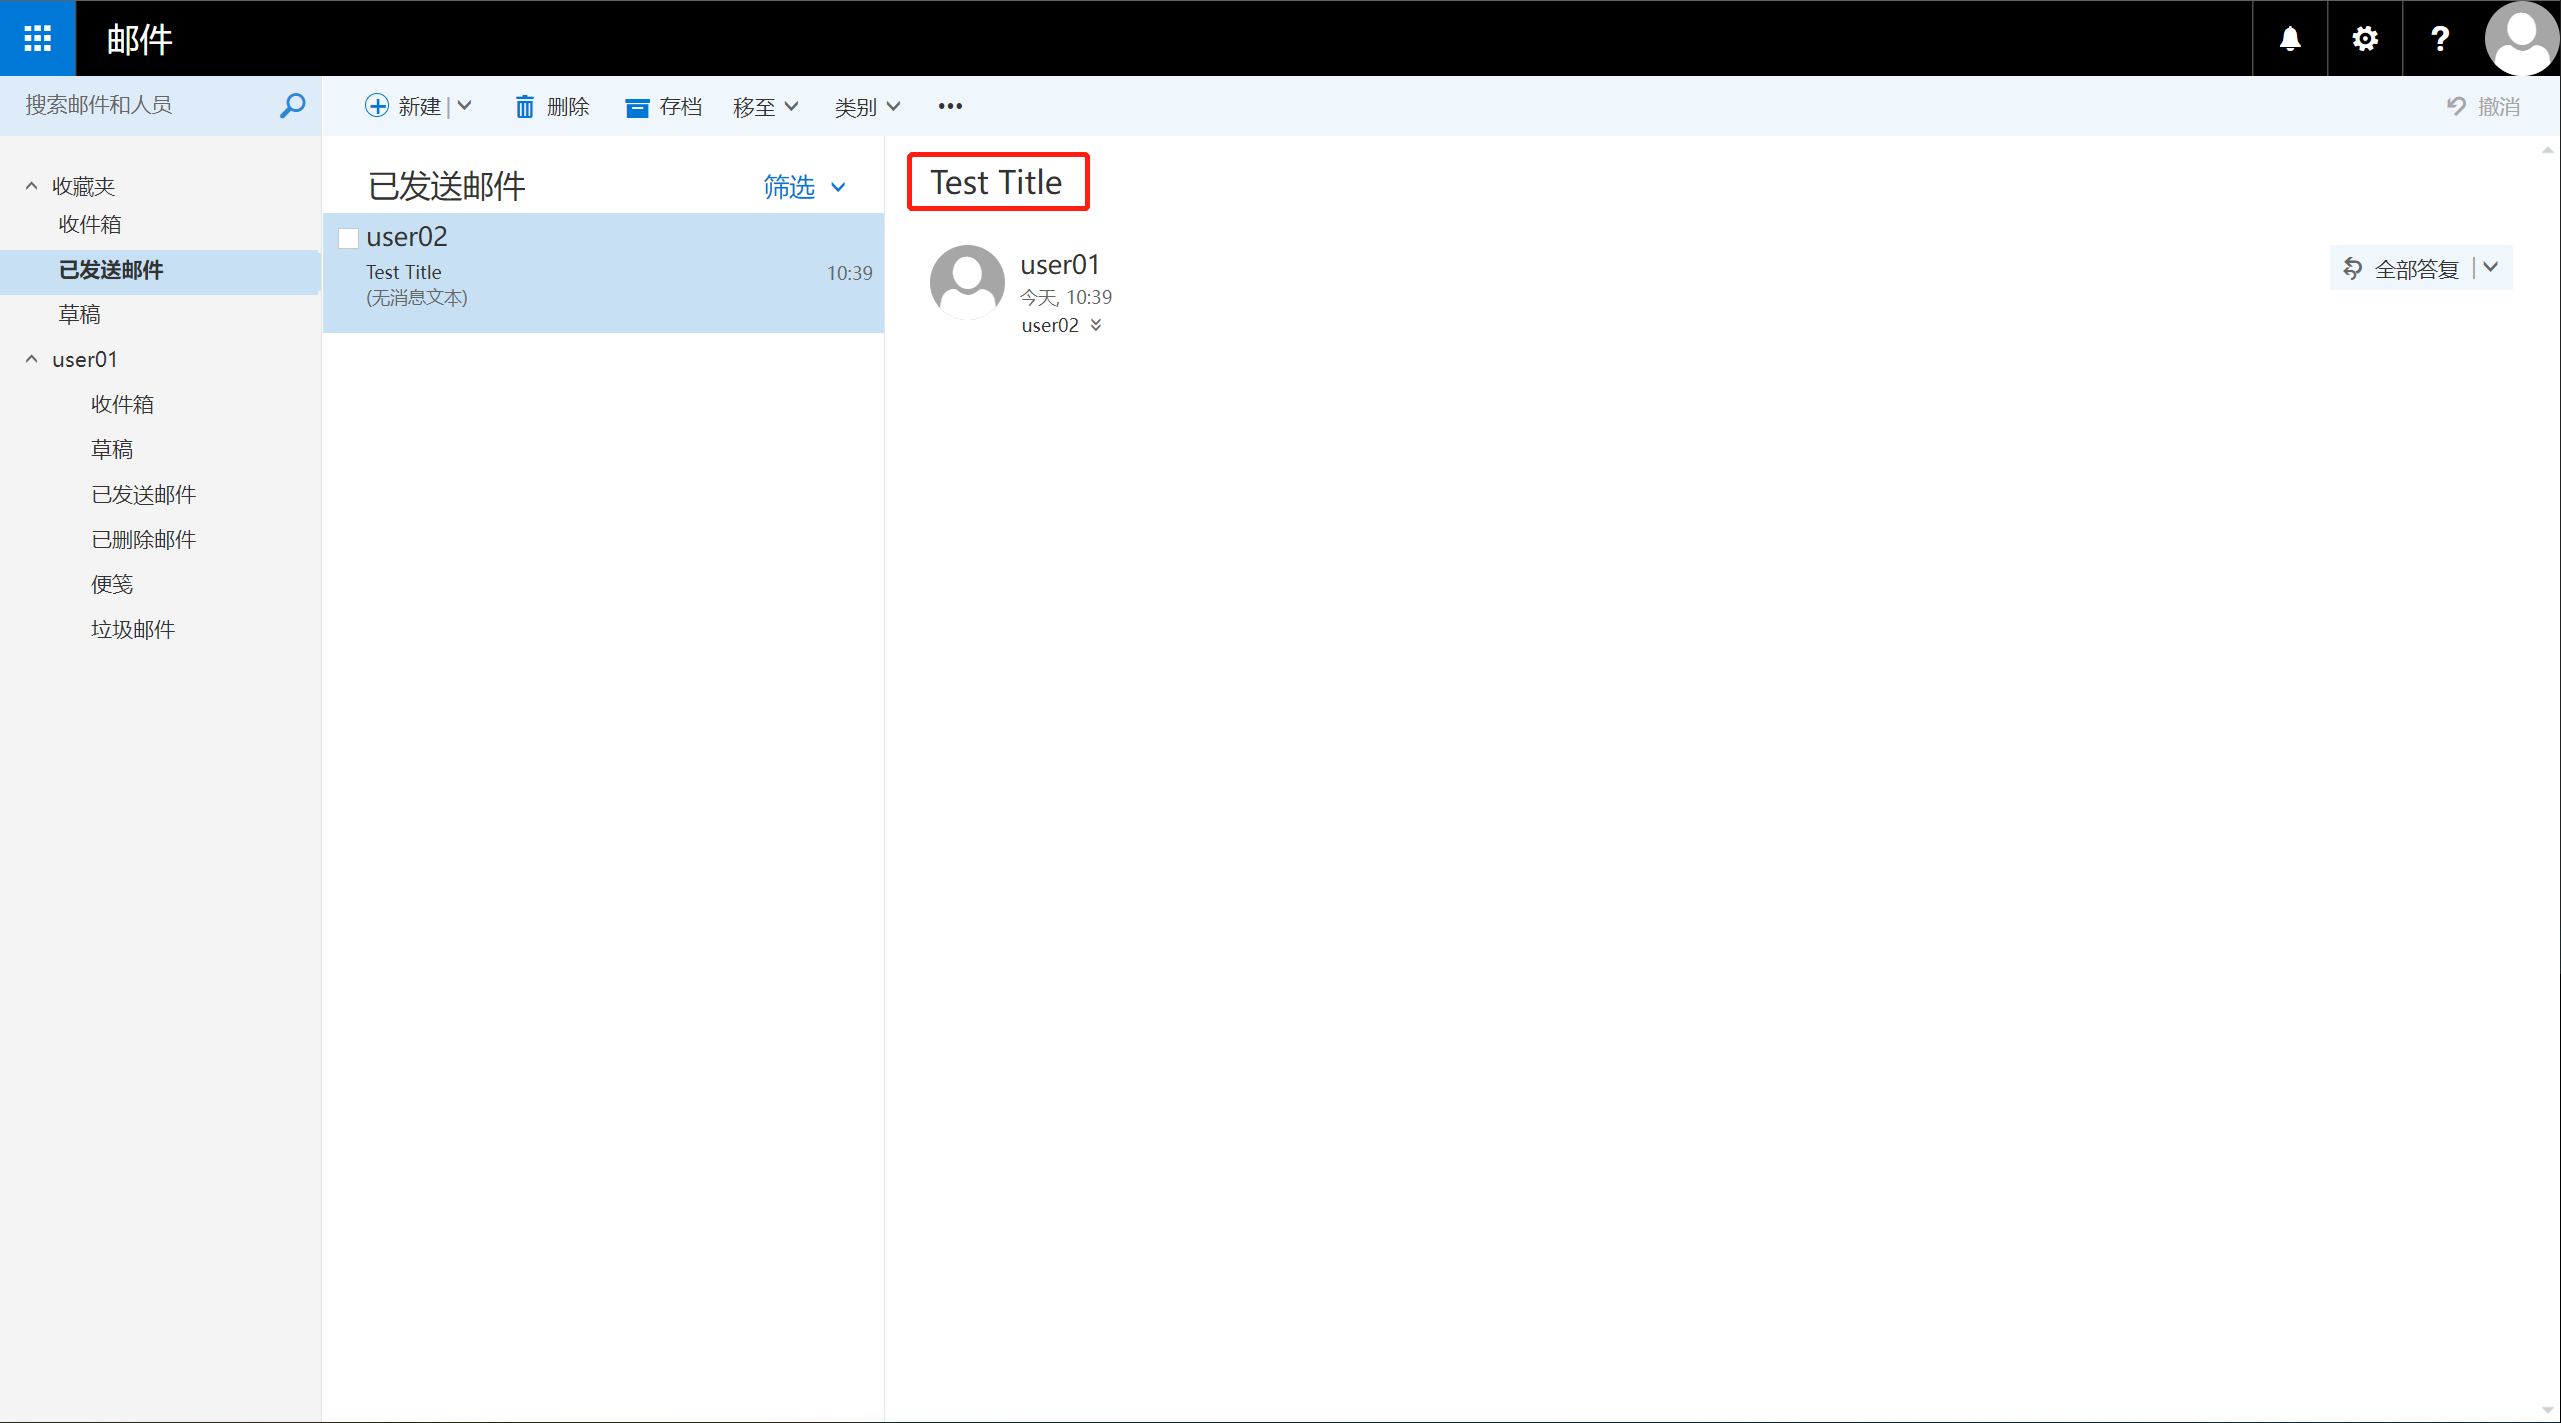 邮件
搜索邮件和人员
新建
删除
存档
移至
类别
撤消
收藏夹
收件箱
已发送邮件
草稿
user01
收件箱
草稿
已发送邮件
已删除邮件
便笺
垃圾邮件
已发送邮件
筛选
user02
Test Title
10:39
(无消息文本)
Test Title
user01
今天, 10:39
user02
全部答复